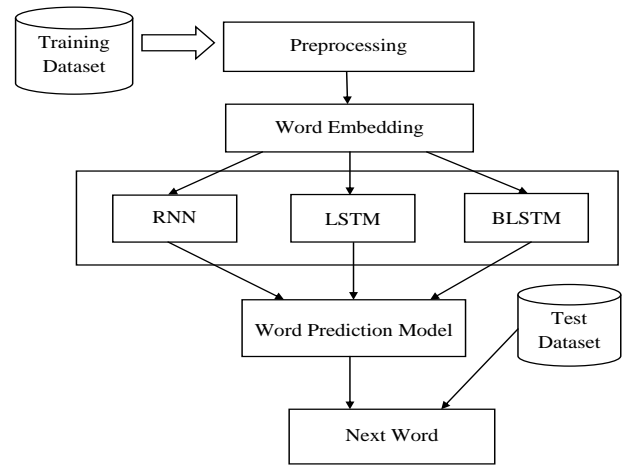 Training
Dataset
Preprocessing
Word Embedding
RNN
LSTM
BLSTM
Word Prediction Model
Test
Dataset
Next Word